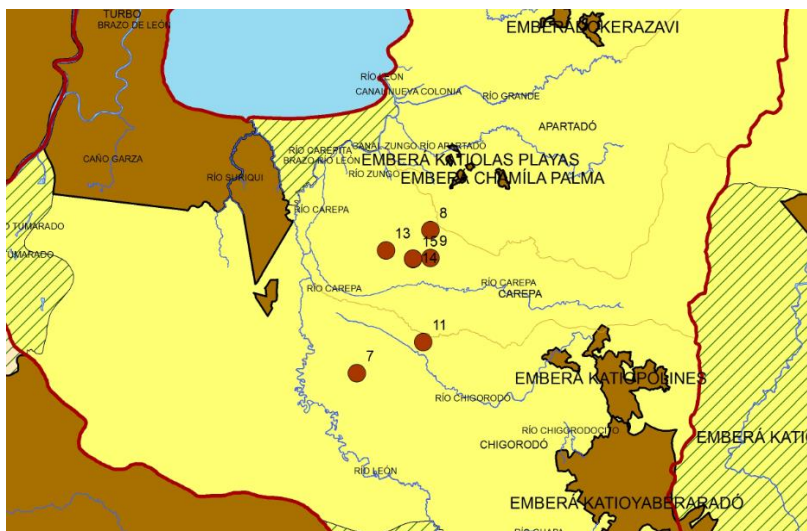 TURBO
BRAZO DE LEÓN
EMBERÁDOKERAZAVI
RÍO LEÓN
CANAL NUEVA COLONIA
RÍO GRANDE
APARTADÓ
CAÑO GARZA
RÍO CAREPITA
CANAL ZUNGO RÍO APARTADÓ
BRAZO RÍO LEÓN
EMBERÁ KATIOLAS PLAYAS
RÍO SURIQUI
RÍO ZUNGO
EMBERÁ CHAMÍLA PALMA
RÍO CAREPA
O TUMARADO
8
13
159
14
UMARADO
RÍO CAREPA
RÍO CAREPA
CAREPA
11
7
EMBERÁ KATIOPOLINES
RÍO CHIGORODÓ
RÍO CHIGORODOCITO
CHIGORODÓ
EMBERÁ KATIO
RÍO LEÓN
EMBERÁ KATIOYABERARADÓ